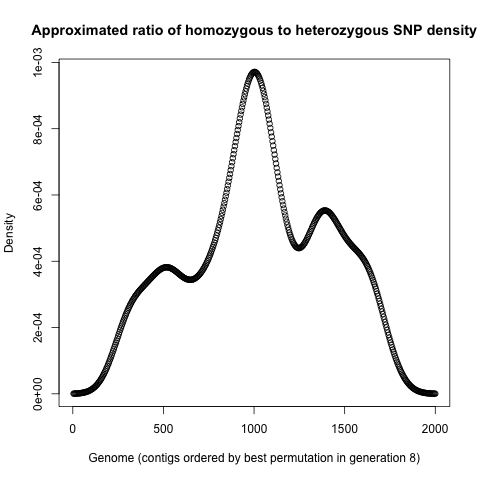 Approximated ratio of homozygous to heterozygous SNP density
1e-03
8e-04
6e-04
4e-04
2e-04
0e+00
Density
0 500 1000 1500 2000
Genome (contigs ordered by best permutation in generation 8)